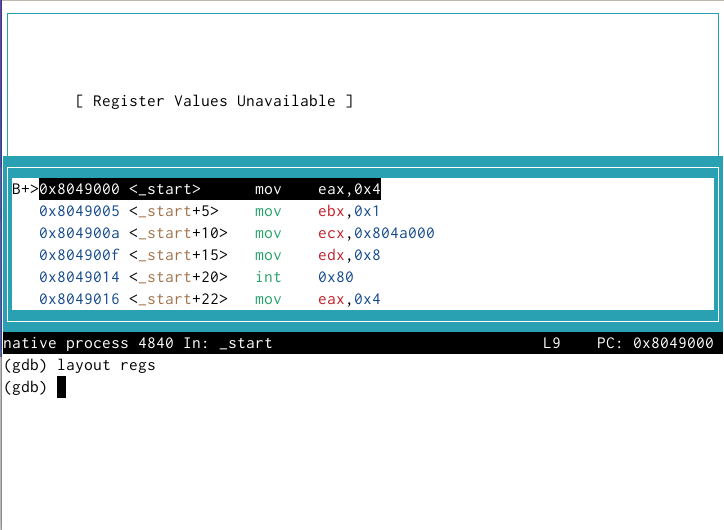 [ Register Values Unavailable ]
B+>0x8049000 <_start> mov eax,0x4
0x8049005 <_start+5> mov ebx,0x1
0x804900a <_start+10> mov ecx,0x804a000
0x804900f <_start+15> mov edx,0x8
0x8049014 <_start+20> int 0x80
0x8049016 <_start+22> mov eax,0x4
native process 4840 In: _start L9 PC: 0x8049000
(gdb) layout regs
(gdb)